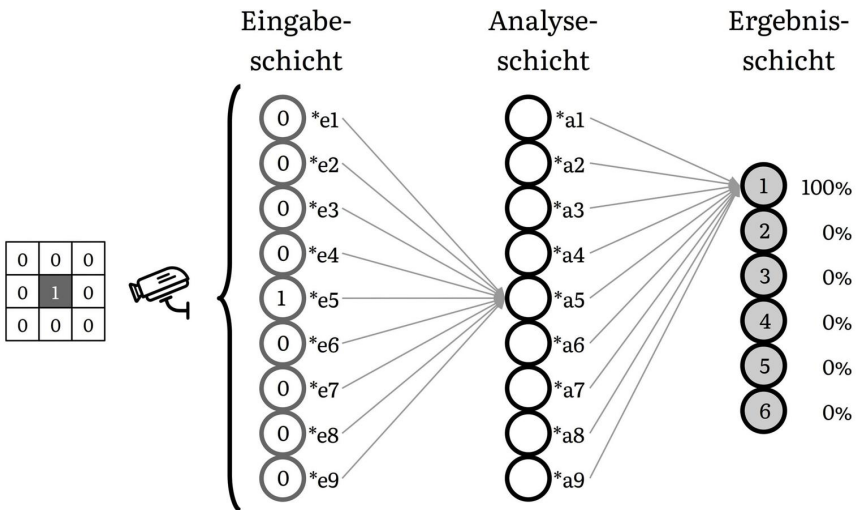 Eingabe-
schicht
Analyse-
schicht
Ergebnis-
schicht
0 0 0
0 1 0
0 0 0
0 *e1
0 *e2
0 *e3
0 *e4
1 *e5
0 *e6
0 *e7
0 *e8
0 *e9
*a1
*a2
*a3
*a4
*a5
*a6
*a7
*a8
*a9
1 100%
2 0%
3 0%
4 0%
5 0%
6 0%